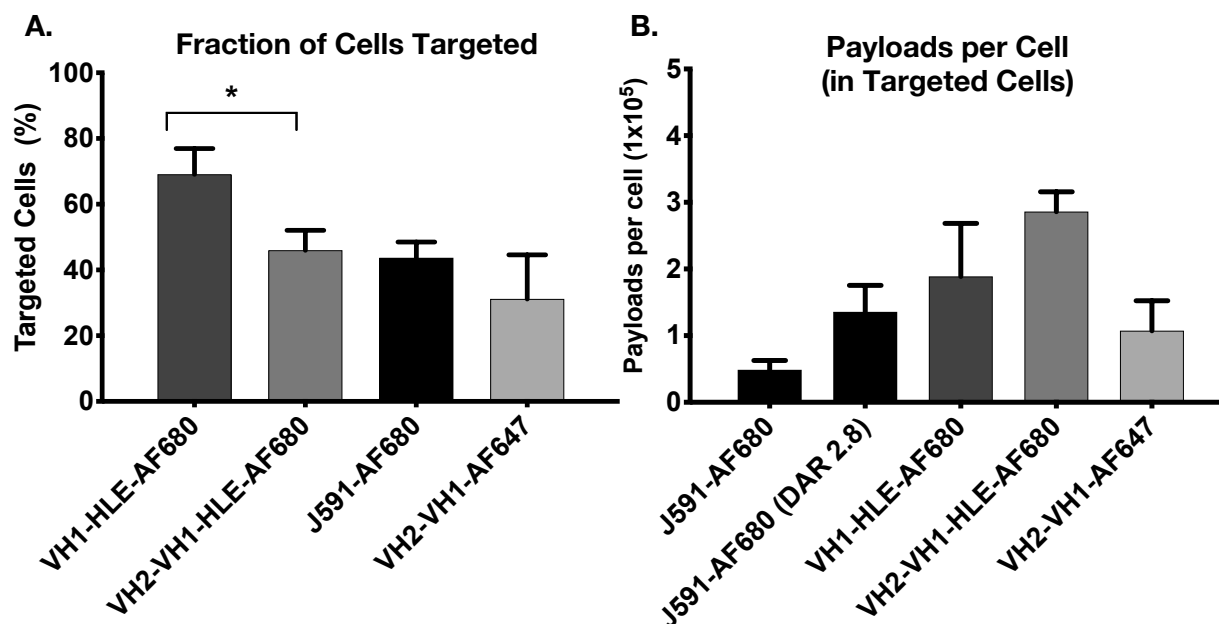 A.
Fraction of Cells Targeted
Targeted Cells (%)
100
80
60
40
20
0
*
VH1-HLE-AF680
VH2-VH1-HLE-AF680
J591-AF680
VH2-VH1-AF647
B.
Payloads per Cell
(in Targeted Cells)
Payloads per cell (1x10⁵)
5
4
3
2
1
0
J591-AF680
J591-AF680 (DAR 2.8)
VH1-HLE-AF680
VH2-VH1-HLE-AF680
VH2-VH1-AF647